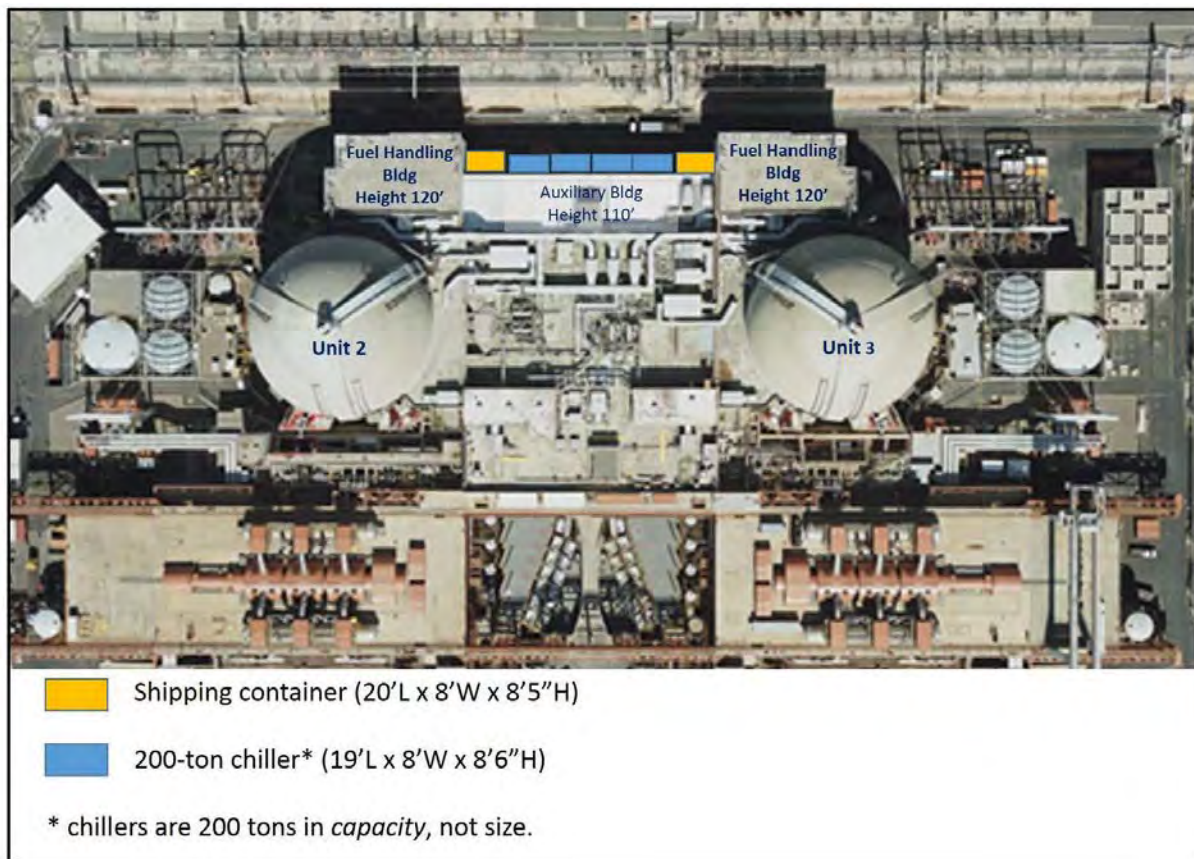 Fuel Handling
Bldg
Height 120’
Auxiliary Bldg
Height 110’
Fuel Handling
Bldg
Height 120’
Unit 2
Unit 3
Shipping container (20’L x 8’W x 8’5”H)
200-ton chiller* (19’L x 8’W x 8’6”H)
* chillers are 200 tons in capacity, not size.